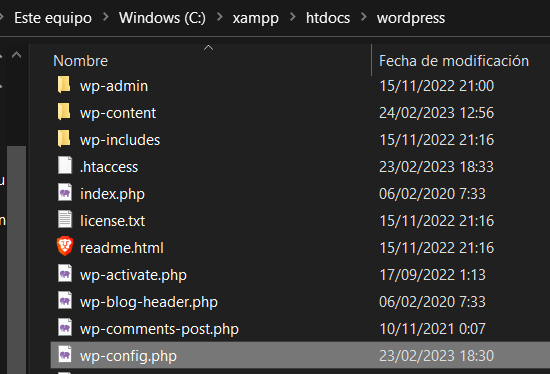 Este equipo > Windows (C:) > xampp > htdocs > wordpress
Nombre Fecha de modificación
wp-admin 15/11/2022 21:00
wp-content 24/02/2023 12:56
wp-includes 15/11/2022 21:16
.htaccess 23/02/2023 18:33
index.php 06/02/2020 7:33
license.txt 15/11/2022 21:16
readme.html 15/11/2022 21:16
wp-activate.php 17/09/2022 1:13
wp-blog-header.php 06/02/2020 7:33
wp-comments-post.php 10/11/2021 0:07
wp-config.php 23/02/2023 18:30